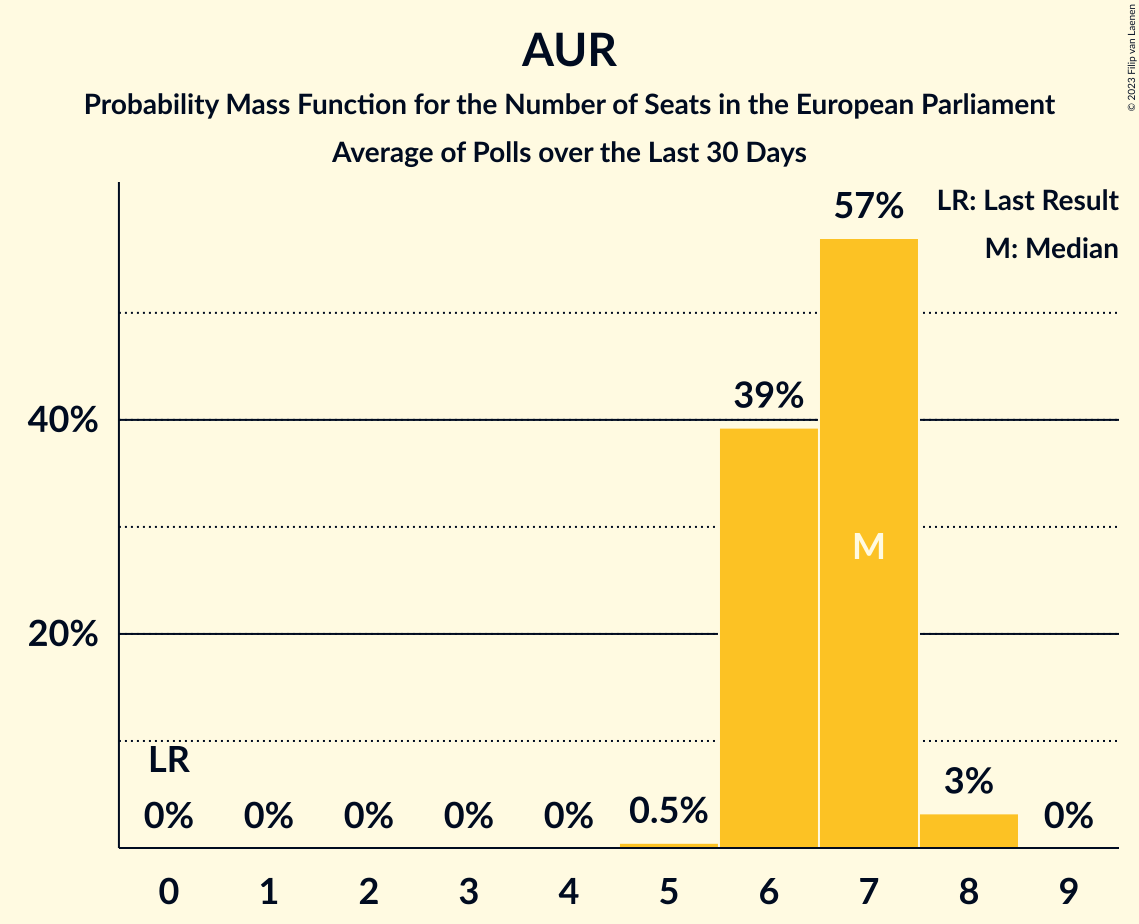 AUR
Probability Mass Function for the Number of Seats in the European Parliament
Average of Polls over the Last 30 Days
© 2023 Filip van Laenen
LR: Last Result
M: Median
57%
39%
40%
M
20%
LR
0% 0% 0% 0% 0% 0.5% 3% 0%
0 1 2 3 4 5 6 7 8 9